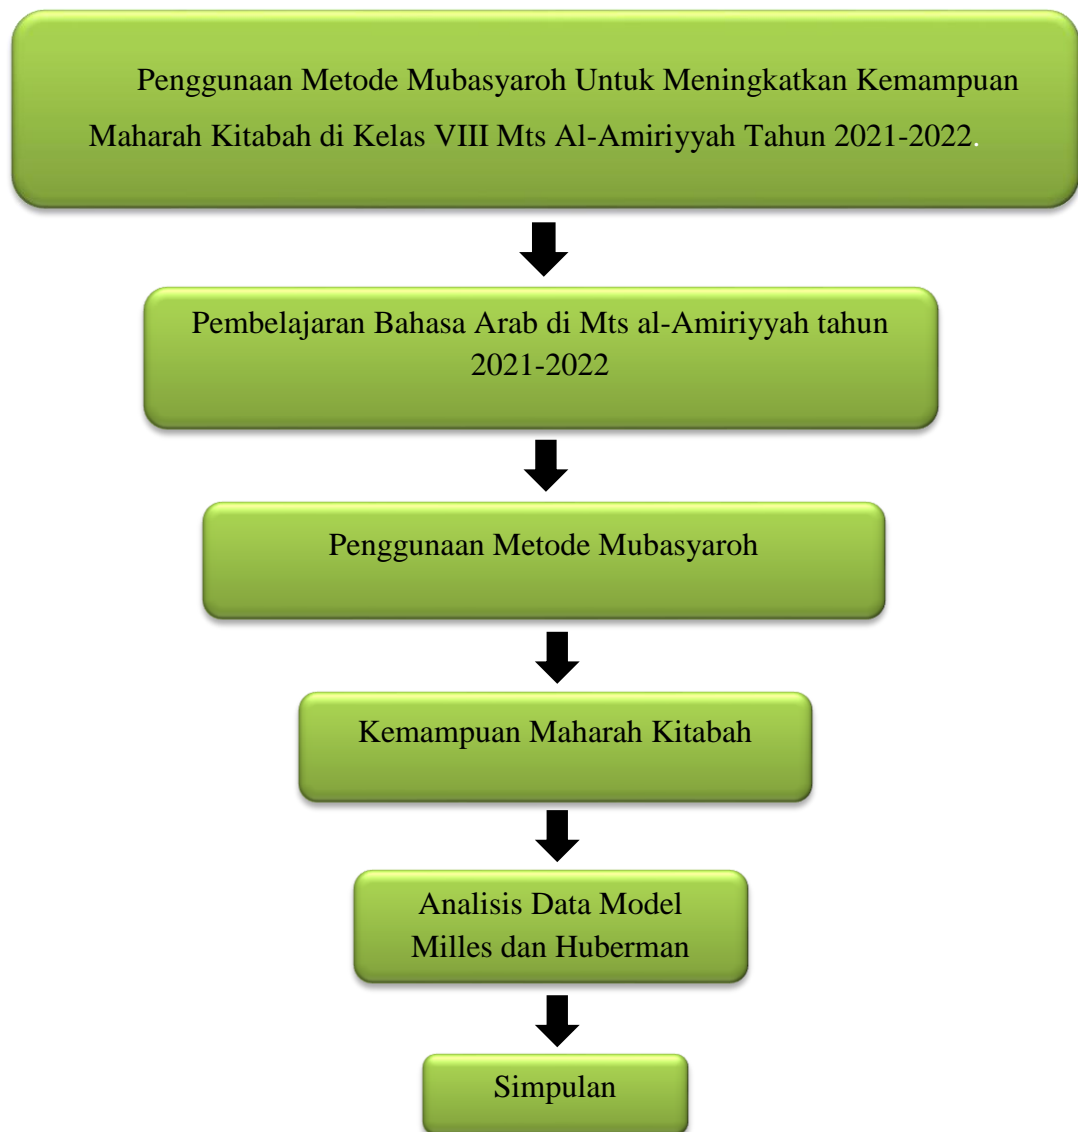 Penggunaan Metode Mubasyaroh Untuk Meningkatkan Kemampuan
Maharah Kitabah di Kelas VIII Mts Al-Amiriyyah Tahun 2021-2022.
Pembelajaran Bahasa Arab di Mts al-Amiriyyah tahun
2021-2022
Penggunaan Metode Mubasyaroh
Kemampuan Maharah Kitabah
Analisis Data Model
Milles dan Huberman
Simpulan